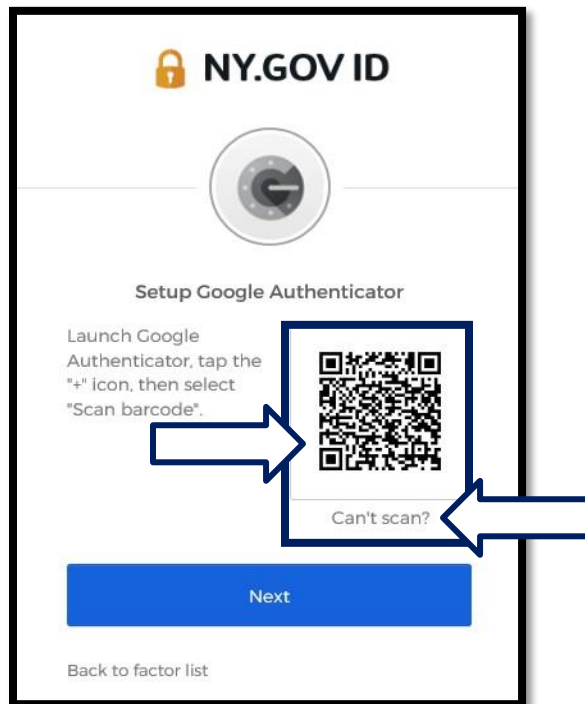 NY.GOV ID
Setup Google Authenticator
Launch Google
Authenticator, tap the
"+" icon, then select
"Scan barcode".
Can't scan?
Next
Back to factor list